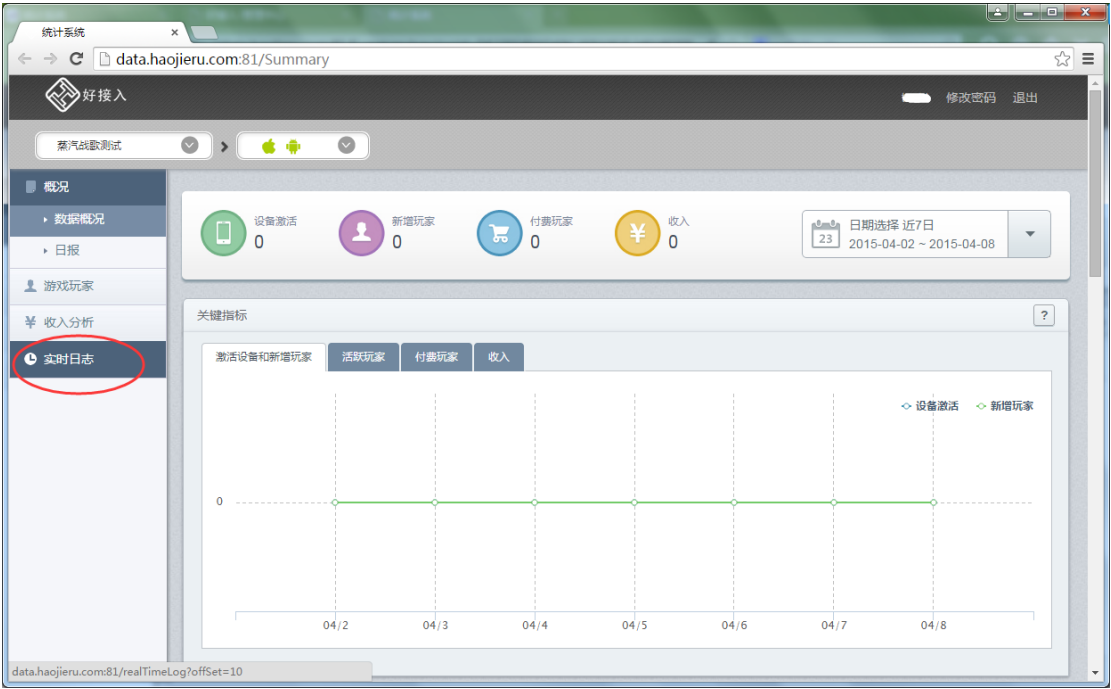 统计系统
data.haojieru.com:81/Summary
好接入
修改密码 退出
蒸汽战歌测试
概况
数据概况
日报
游戏玩家
收入分析
实时日志
设备激活
0
新增玩家
0
付费玩家
0
¥
收入
0
23
日期选择 近7日
2015-04-02 ~ 2015-04-08
关键指标
?
激活设备和新增玩家 活跃玩家 付费玩家 收入
设备激活 新增玩家
0
04/2 04/3 04/4 04/5 04/6 04/7 04/8
data.haojieru.com:81/realTimeLog?offSet=10